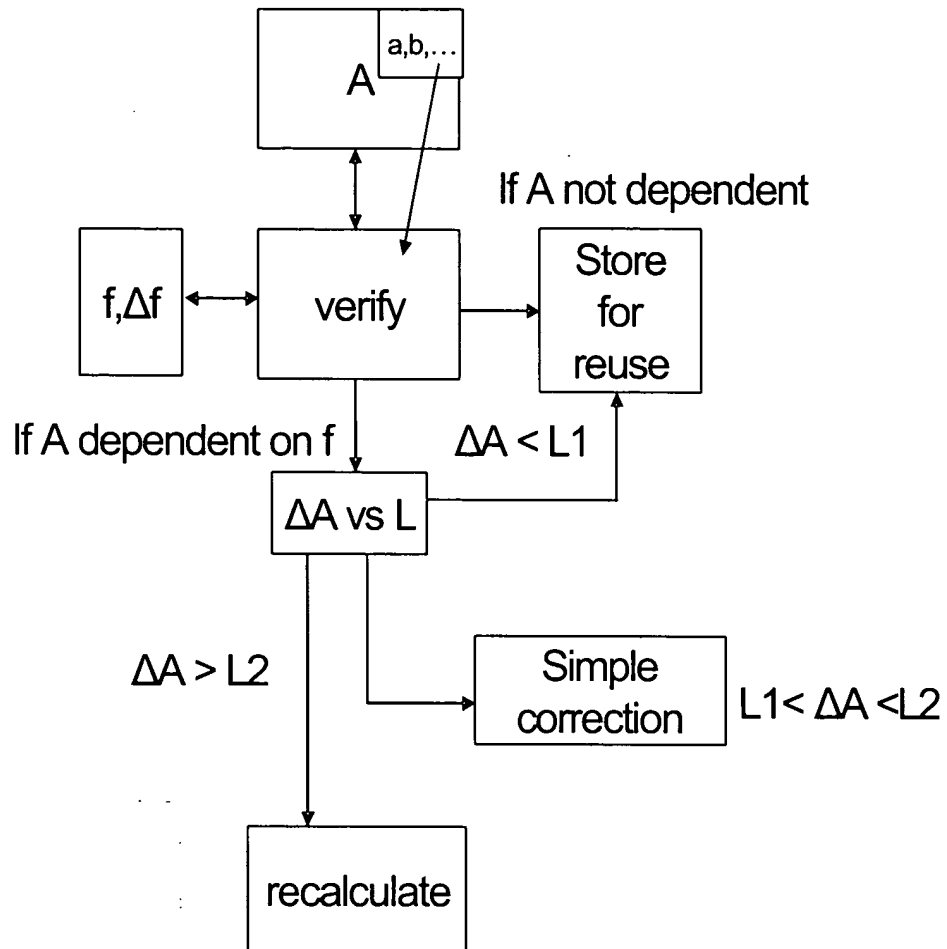 a,b,...
A
If A not dependent
f,Δf
verify
Store
for
reuse
If A dependent on f
ΔA < L1
ΔA vs L
ΔA > L2
Simple
correction
L1< ΔA <L2
recalculate